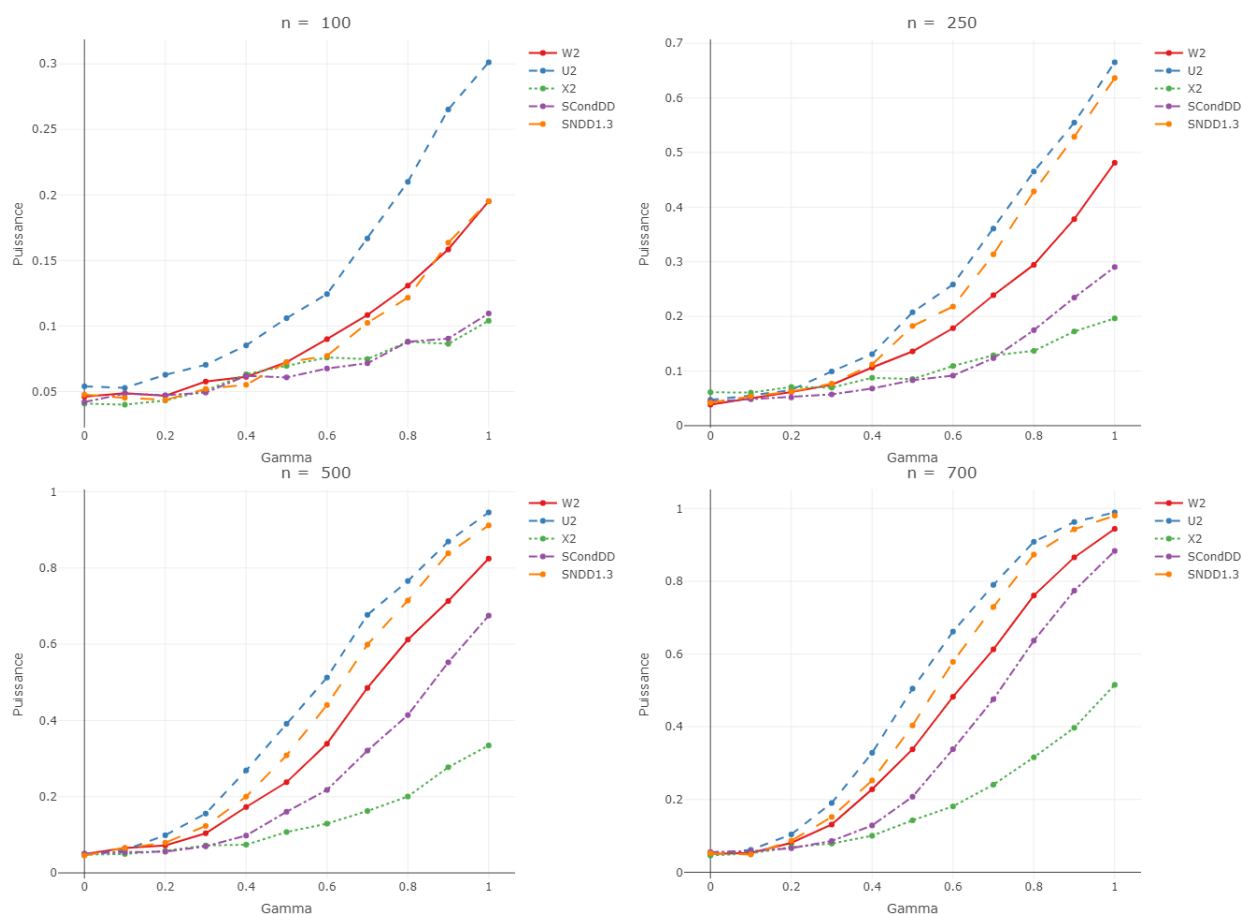 n = 100
W2
U2
X2
SCondDD
SNDD1.3
0.3
0.25
0.2
0.15
0.1
0.05
Puissance
0
0.2
0.4
0.6
0.8
1
Gamma
n = 250
W2
U2
X2
SCondDD
SNDD1.3
0.7
0.6
0.5
0.4
0.3
0.2
0.1
0
Puissance
0
0.2
0.4
0.6
0.8
1
Gamma
n = 500
W2
U2
X2
SCondDD
SNDD1.3
1
0.8
0.6
0.4
0.2
0
Puissance
0
0.2
0.4
0.6
0.8
1
Gamma
n = 700
W2
U2
X2
SCondDD
SNDD1.3
1
0.8
0.6
0.4
0.2
0
Puissance
0
0.2
0.4
0.6
0.8
1
Gamma